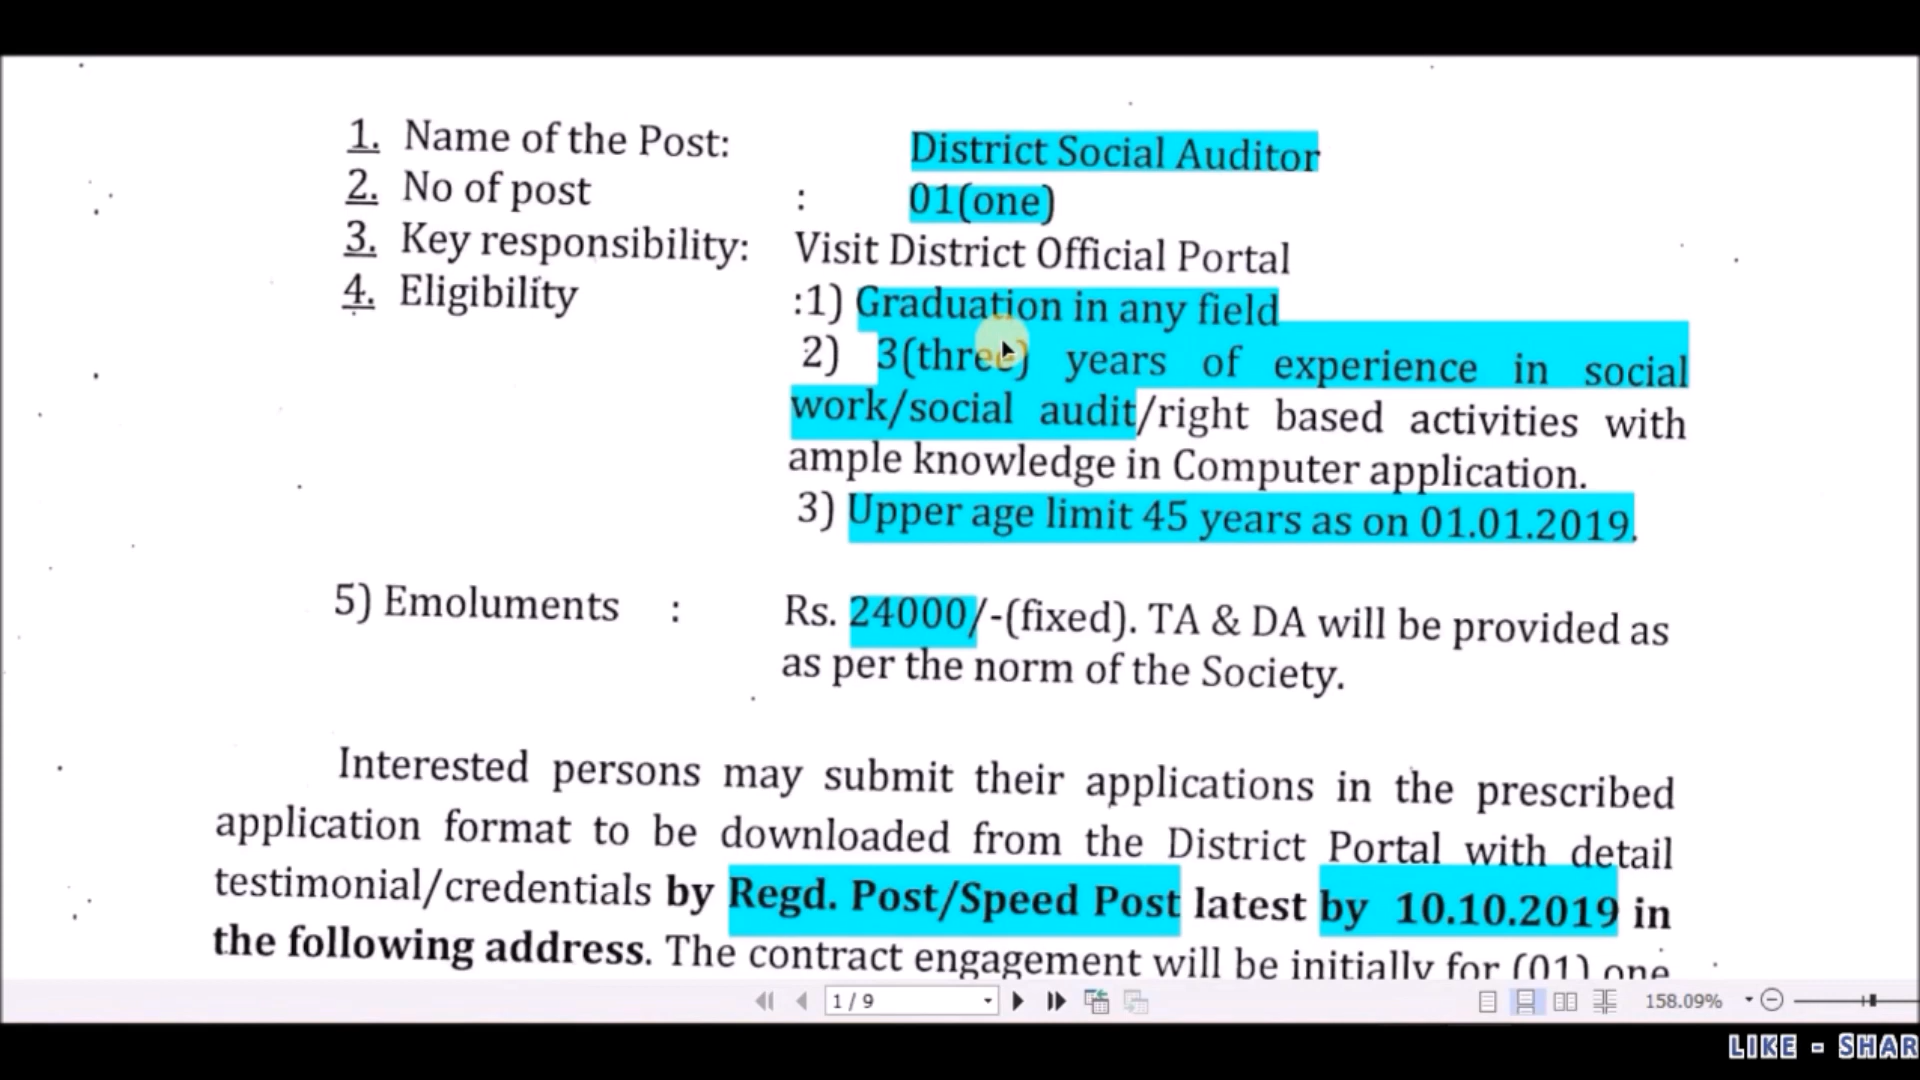 1. Name of the Post: District Social Auditor
2. No of post : 01(one)
3. Key responsibility: Visit District Official Portal
4. Eligibility :1) Graduation in any field
2) 3(three) years of experience in social
work/social audit/right based activities with
ample knowledge in Computer application.
3) Upper age limit 45 years as on 01.01.2019.
5) Emoluments : Rs. 24000/-(fixed). TA & DA will be provided as
as per the norm of the Society.
Interested persons may submit their applications in the prescribed
application format to be downloaded from the District Portal with detail
testimonial/credentials by Regd. Post/Speed Post latest by 10.10.2019 in
the following address. The contract engagement will be initially for (01) one
1 / 9
158.09%
LIKE - SHAR